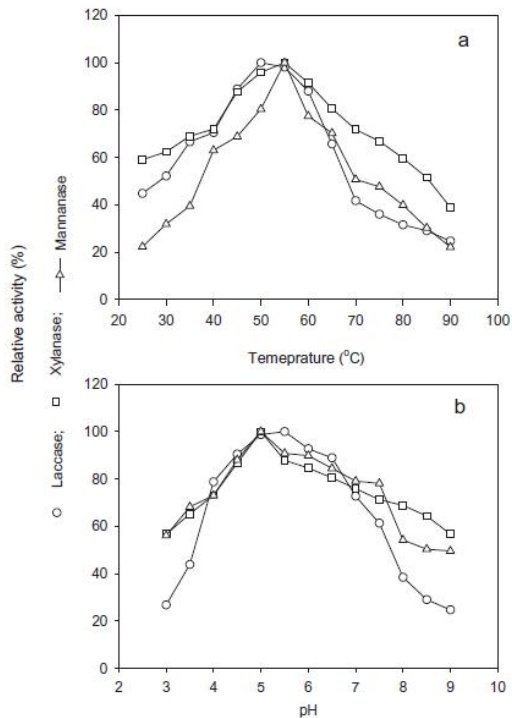 120
a
100
80
60
40
20
0
20 30 40 50 60 70 80 90 100
Temeprature (°C)
Relative activity (%)
Laccase; Xylanase; Mannanase
120
b
100
80
60
40
20
0
2 3 4 5 6 7 8 9 10
pH